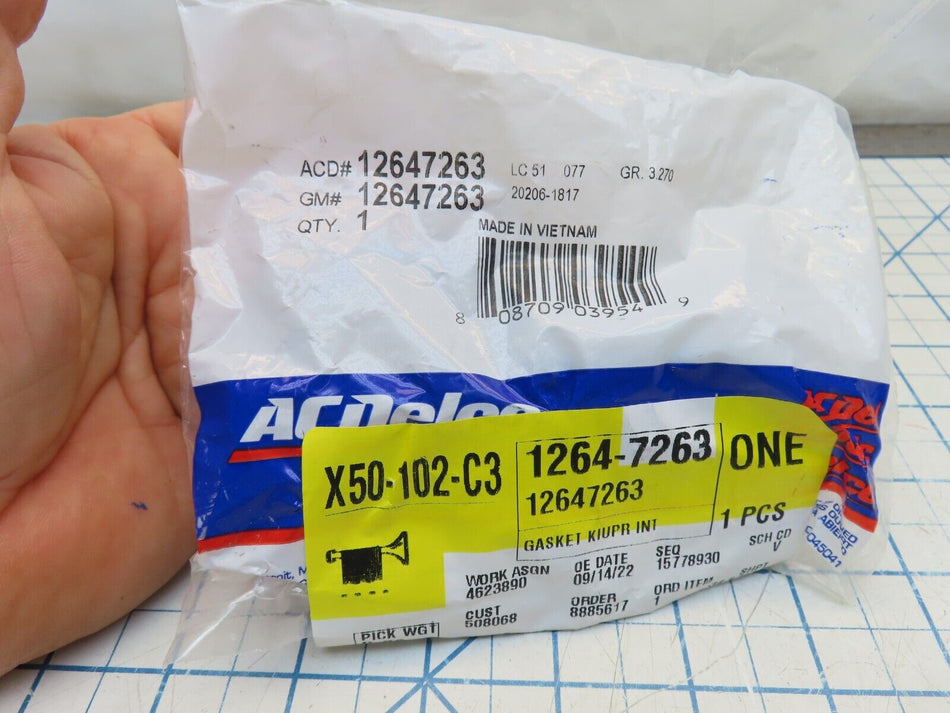 ACD# 12647263 LC 51 077 GR. 3.270
GM# 12647263 20206-1817
QTY. 1
MADE IN VIETNAM
8 08709 03954 9
ACDelco
X50-102-C3
1264-7263
12647263
GASKET KIUPR INT
ONE
1 PCS
WORK ASGN
4623890
OE DATE
09/14/22
SEQ
15778930
SCH CD
V
CUST
508068
ORDER
8885617
ORD ITEM
1
PICK WGT